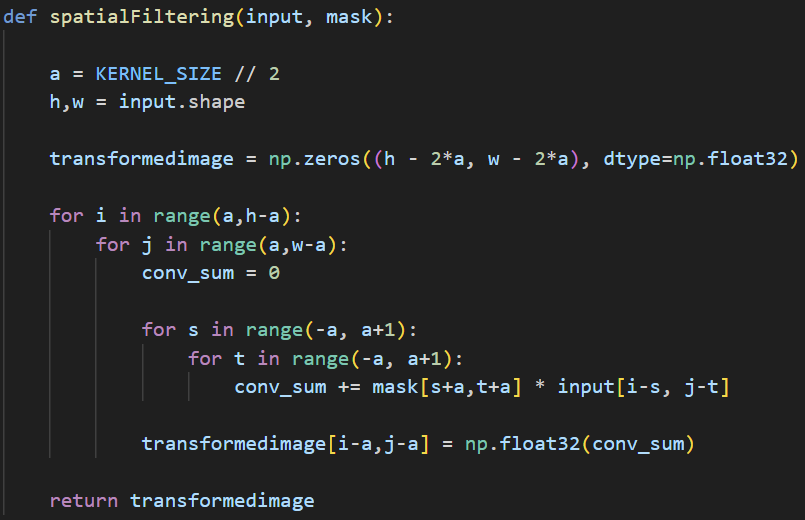 def spatialFiltering(input, mask):
a = KERNEL_SIZE // 2
h,w = input.shape
transformedimage = np.zeros((h - 2*a, w - 2*a), dtype=np.float32)
for i in range(a,h-a):
for j in range(a,w-a):
conv_sum = 0
for s in range(-a, a+1):
for t in range(-a, a+1):
conv_sum += mask[s+a,t+a] * input[i-s, j-t]
transformedimage[i-a,j-a] = np.float32(conv_sum)
return transformedimage